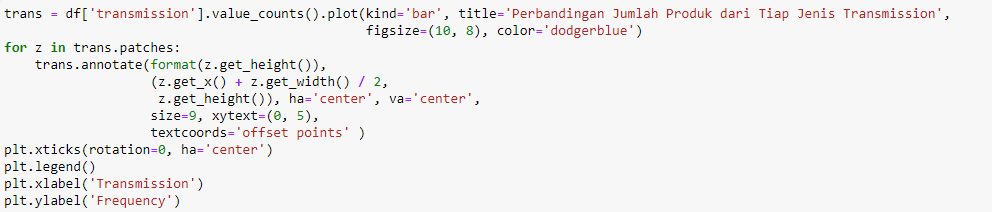 trans = df['transmission'].value_counts().plot(kind='bar', title='Perbandingan Jumlah Produk dari Tiap Jenis Transmission',
                                               figsize=(10, 8), color='dodgerblue')
for z in trans.patches:
    trans.annotate(format(z.get_height()),
                   (z.get_x() + z.get_width() / 2,
                    z.get_height()), ha='center', va='center',
                   size=9, xytext=(0, 5),
                   textcoords='offset points' )
plt.xticks(rotation=0, ha='center')
plt.legend()
plt.xlabel('Transmission')
plt.ylabel('Frequency')